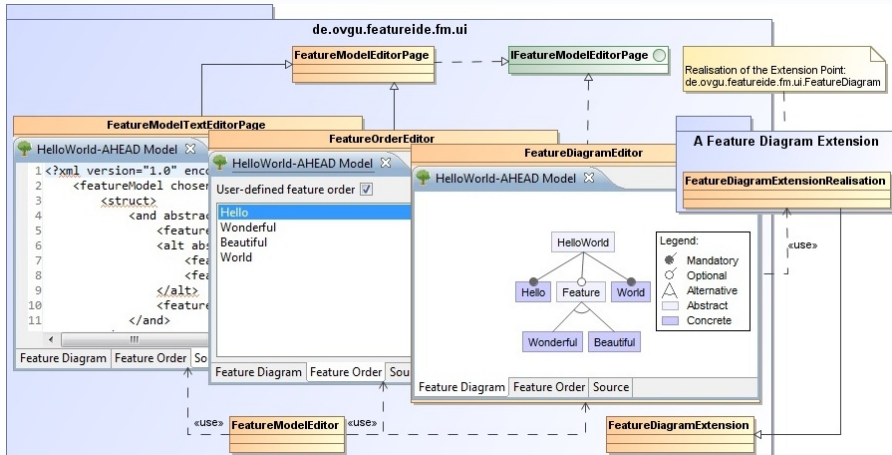 de.ovgu.featureide.fm.ui
FeatureModelEditorPage
IFeatureModelEditorPage
Realisation of the Extension Point:
de.ovgu.featureide.fm.ui.FeatureDiagram
FeatureModelTextEditorPage
HelloWorld-AHEAD Model
1 <?xml version="1.0" enco
2 <featureModel chosen
3 <struct>
4 <and abstrac
5 <feature
6 <alt abs
7 <fea
8 <fea
9 </alt>
10 <feature
11 </and>
Feature Diagram Feature Order So
FeatureOrderEditor
HelloWorld-AHEAD Model
User-defined feature order
Hello
Wonderful
Beautiful
World
Feature Diagram Feature Order Sou
FeatureDiagramEditor
HelloWorld-AHEAD Model
HelloWorld
Hello
Feature
World
Wonderful
Beautiful
Legend:
Mandatory
Optional
Alternative
Abstract
Concrete
Feature Diagram Feature Order Source
A Feature Diagram Extension
FeatureDiagramExtensionRealisation
«use»
«use»
FeatureModelEditor
«use»
FeatureDiagramExtension